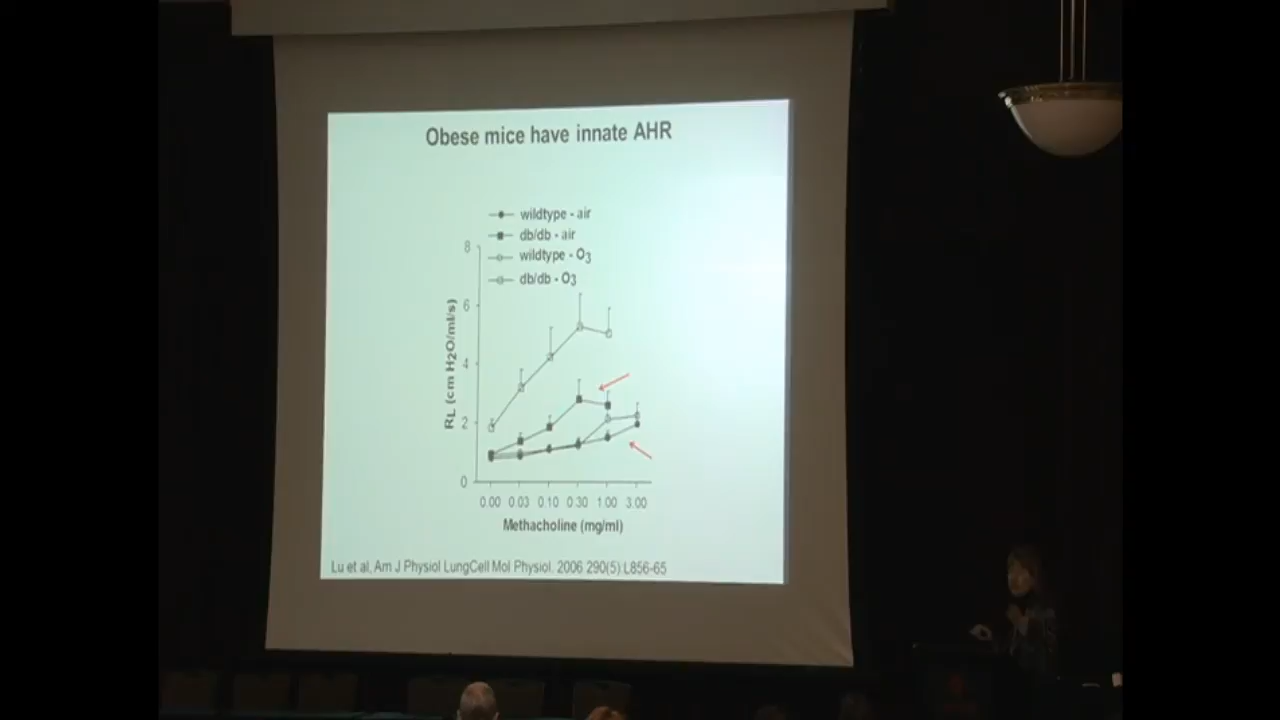 Obese mice have innate AHR
wildtype - air
db/db - air
wildtype - O3
db/db - O3
8
6
4
2
0
RL (cm H2O/ml/s)
0.00 0.03 0.10 0.30 1.00 3.00
Methacholine (mg/ml)
Lu et al, Am J Physiol LungCell Mol Physiol. 2006 290(5):L856-65